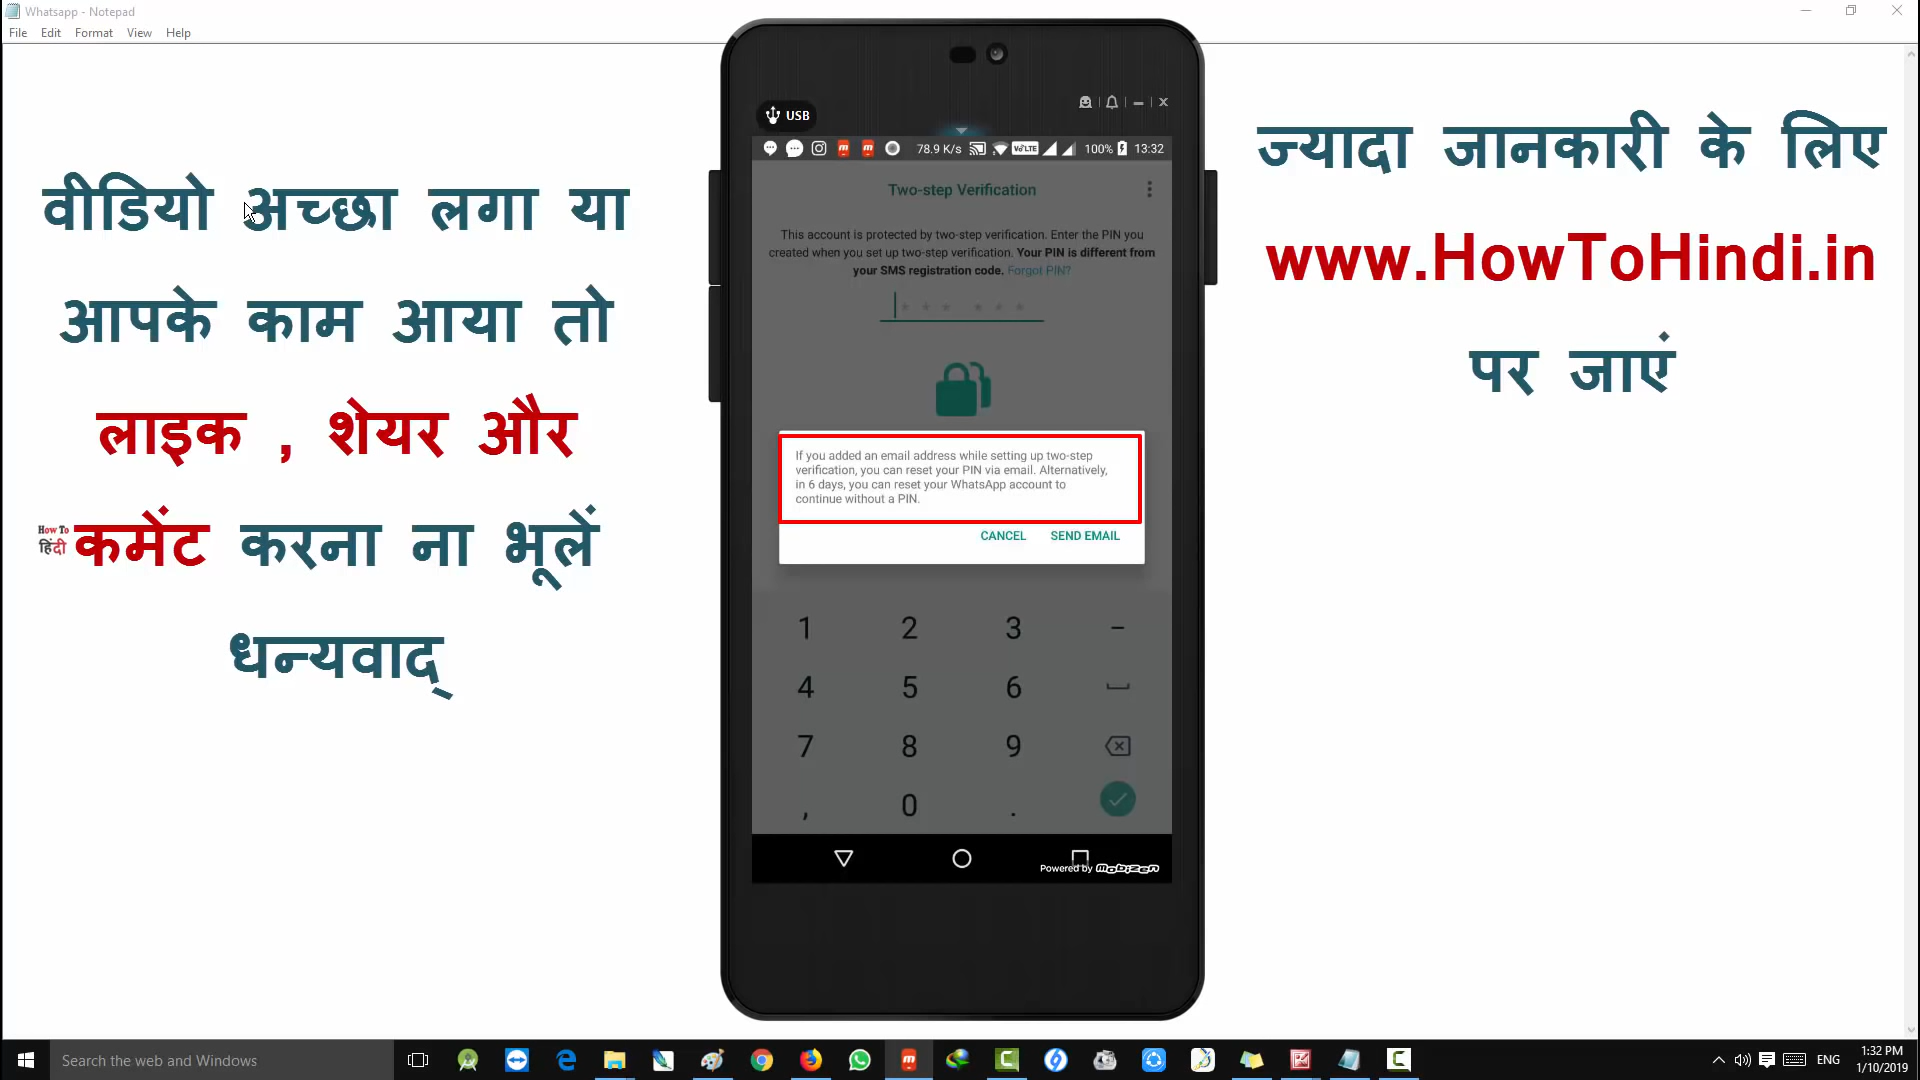 Whatsapp - Notepad
File Edit Format View Help
वीडियो अच्छा लगा या
आपके काम आया तो
लाइक , शेयर और
कमेंट करना ना भूलें
धन्यवाद्
How To
हिंदी
USB
78.9 K/s VoLTE 100% 13:32
Two-step Verification
This account is protected by two-step verification. Enter the PIN you
created when you set up two-step verification. Your PIN is different from
your SMS registration code. Forgot PIN?
* * * * * *
If you added an email address while setting up two-step
verification, you can reset your PIN via email. Alternatively,
in 6 days, you can reset your WhatsApp account to
continue without a PIN.
CANCEL SEND EMAIL
1 2 3 –
4 5 6
7 8 9
, 0 .
Powered by mobizen
ज्यादा जानकारी के लिए
www.HowToHindi.in
पर जाएं
Search the web and Windows
ENG
1:32 PM
1/10/2019